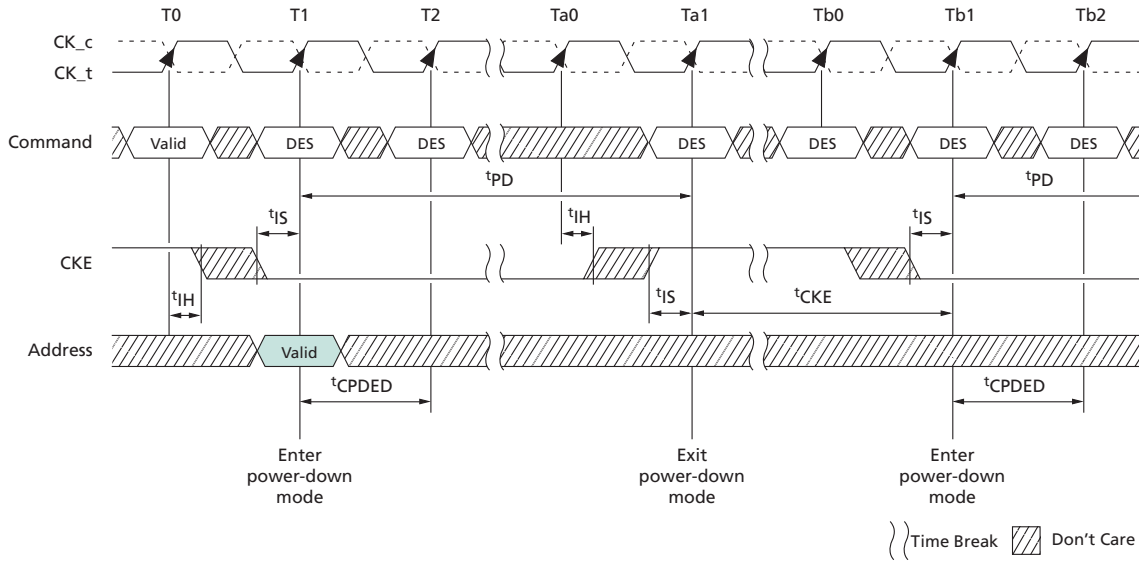 T0 T1 T2 Ta0 Ta1 Tb0 Tb1 Tb2
CK_c
CK_t
Command Valid DES DES DES DES DES DES
tPD tPD
tIS tIH tIS
CKE
tIH tIS tCKE
Address Valid
tCPDED tCPDED
Enter power-down mode
Exit power-down mode
Enter power-down mode
Time Break Don't Care